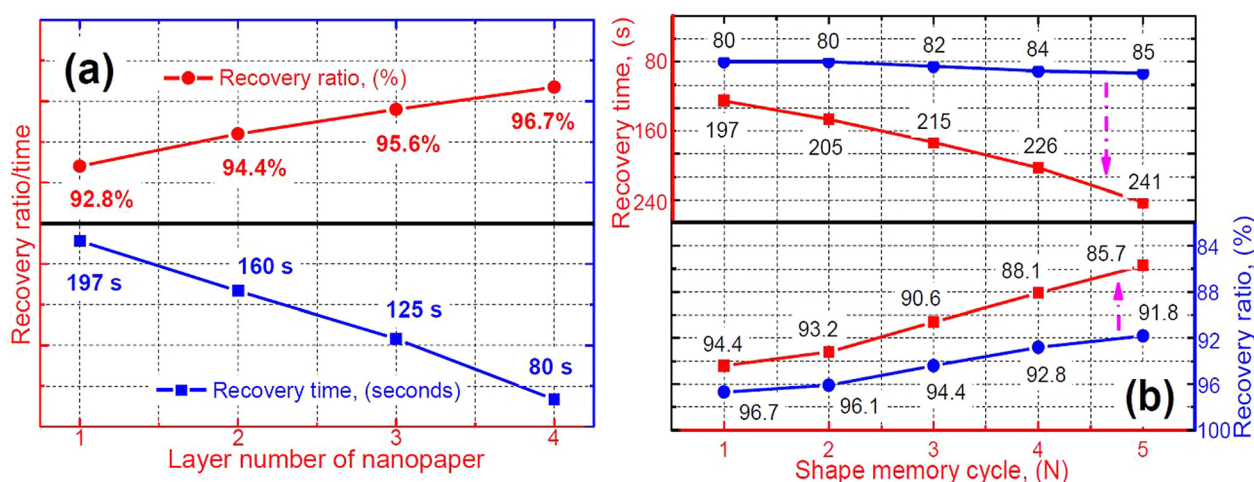 (a)
Recovery ratio, (%)
92.8%
94.4%
95.6%
96.7%
197 s
160 s
125 s
80 s
Recovery time, (seconds)
Recovery ratio/time
1 2 3 4
Layer number of nanopaper
Recovery time, (s)
80
160
240
80 80 82 84 85
197 205 215 226 241
94.4 93.2 90.6 88.1 85.7
96.7 96.1 94.4 92.8 91.8
84
88
92
96
100
Recovery ratio, (%)
(b)
1 2 3 4 5
Shape memory cycle, (N)